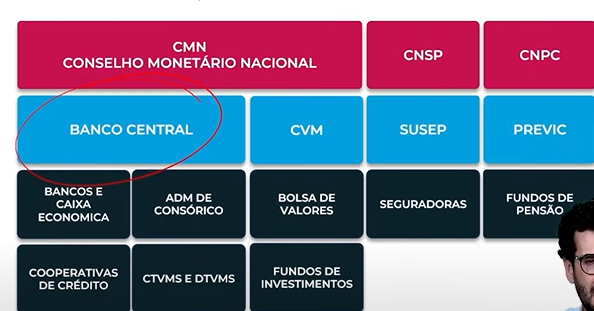 CMN
CONSELHO MONETÁRIO NACIONAL
CNSP
CNPC
BANCO CENTRAL
CVM
SUSEP
PREVIC
BANCOS E
CAIXA
ECONOMICA
ADM DE
CONSÓRICO
BOLSA DE
VALORES
SEGURADORAS
FUNDOS DE
PENSÃO
COOPERATIVAS
DE CRÉDITO
CTVMS E DTVMS
FUNDOS DE
INVESTIMENTOS